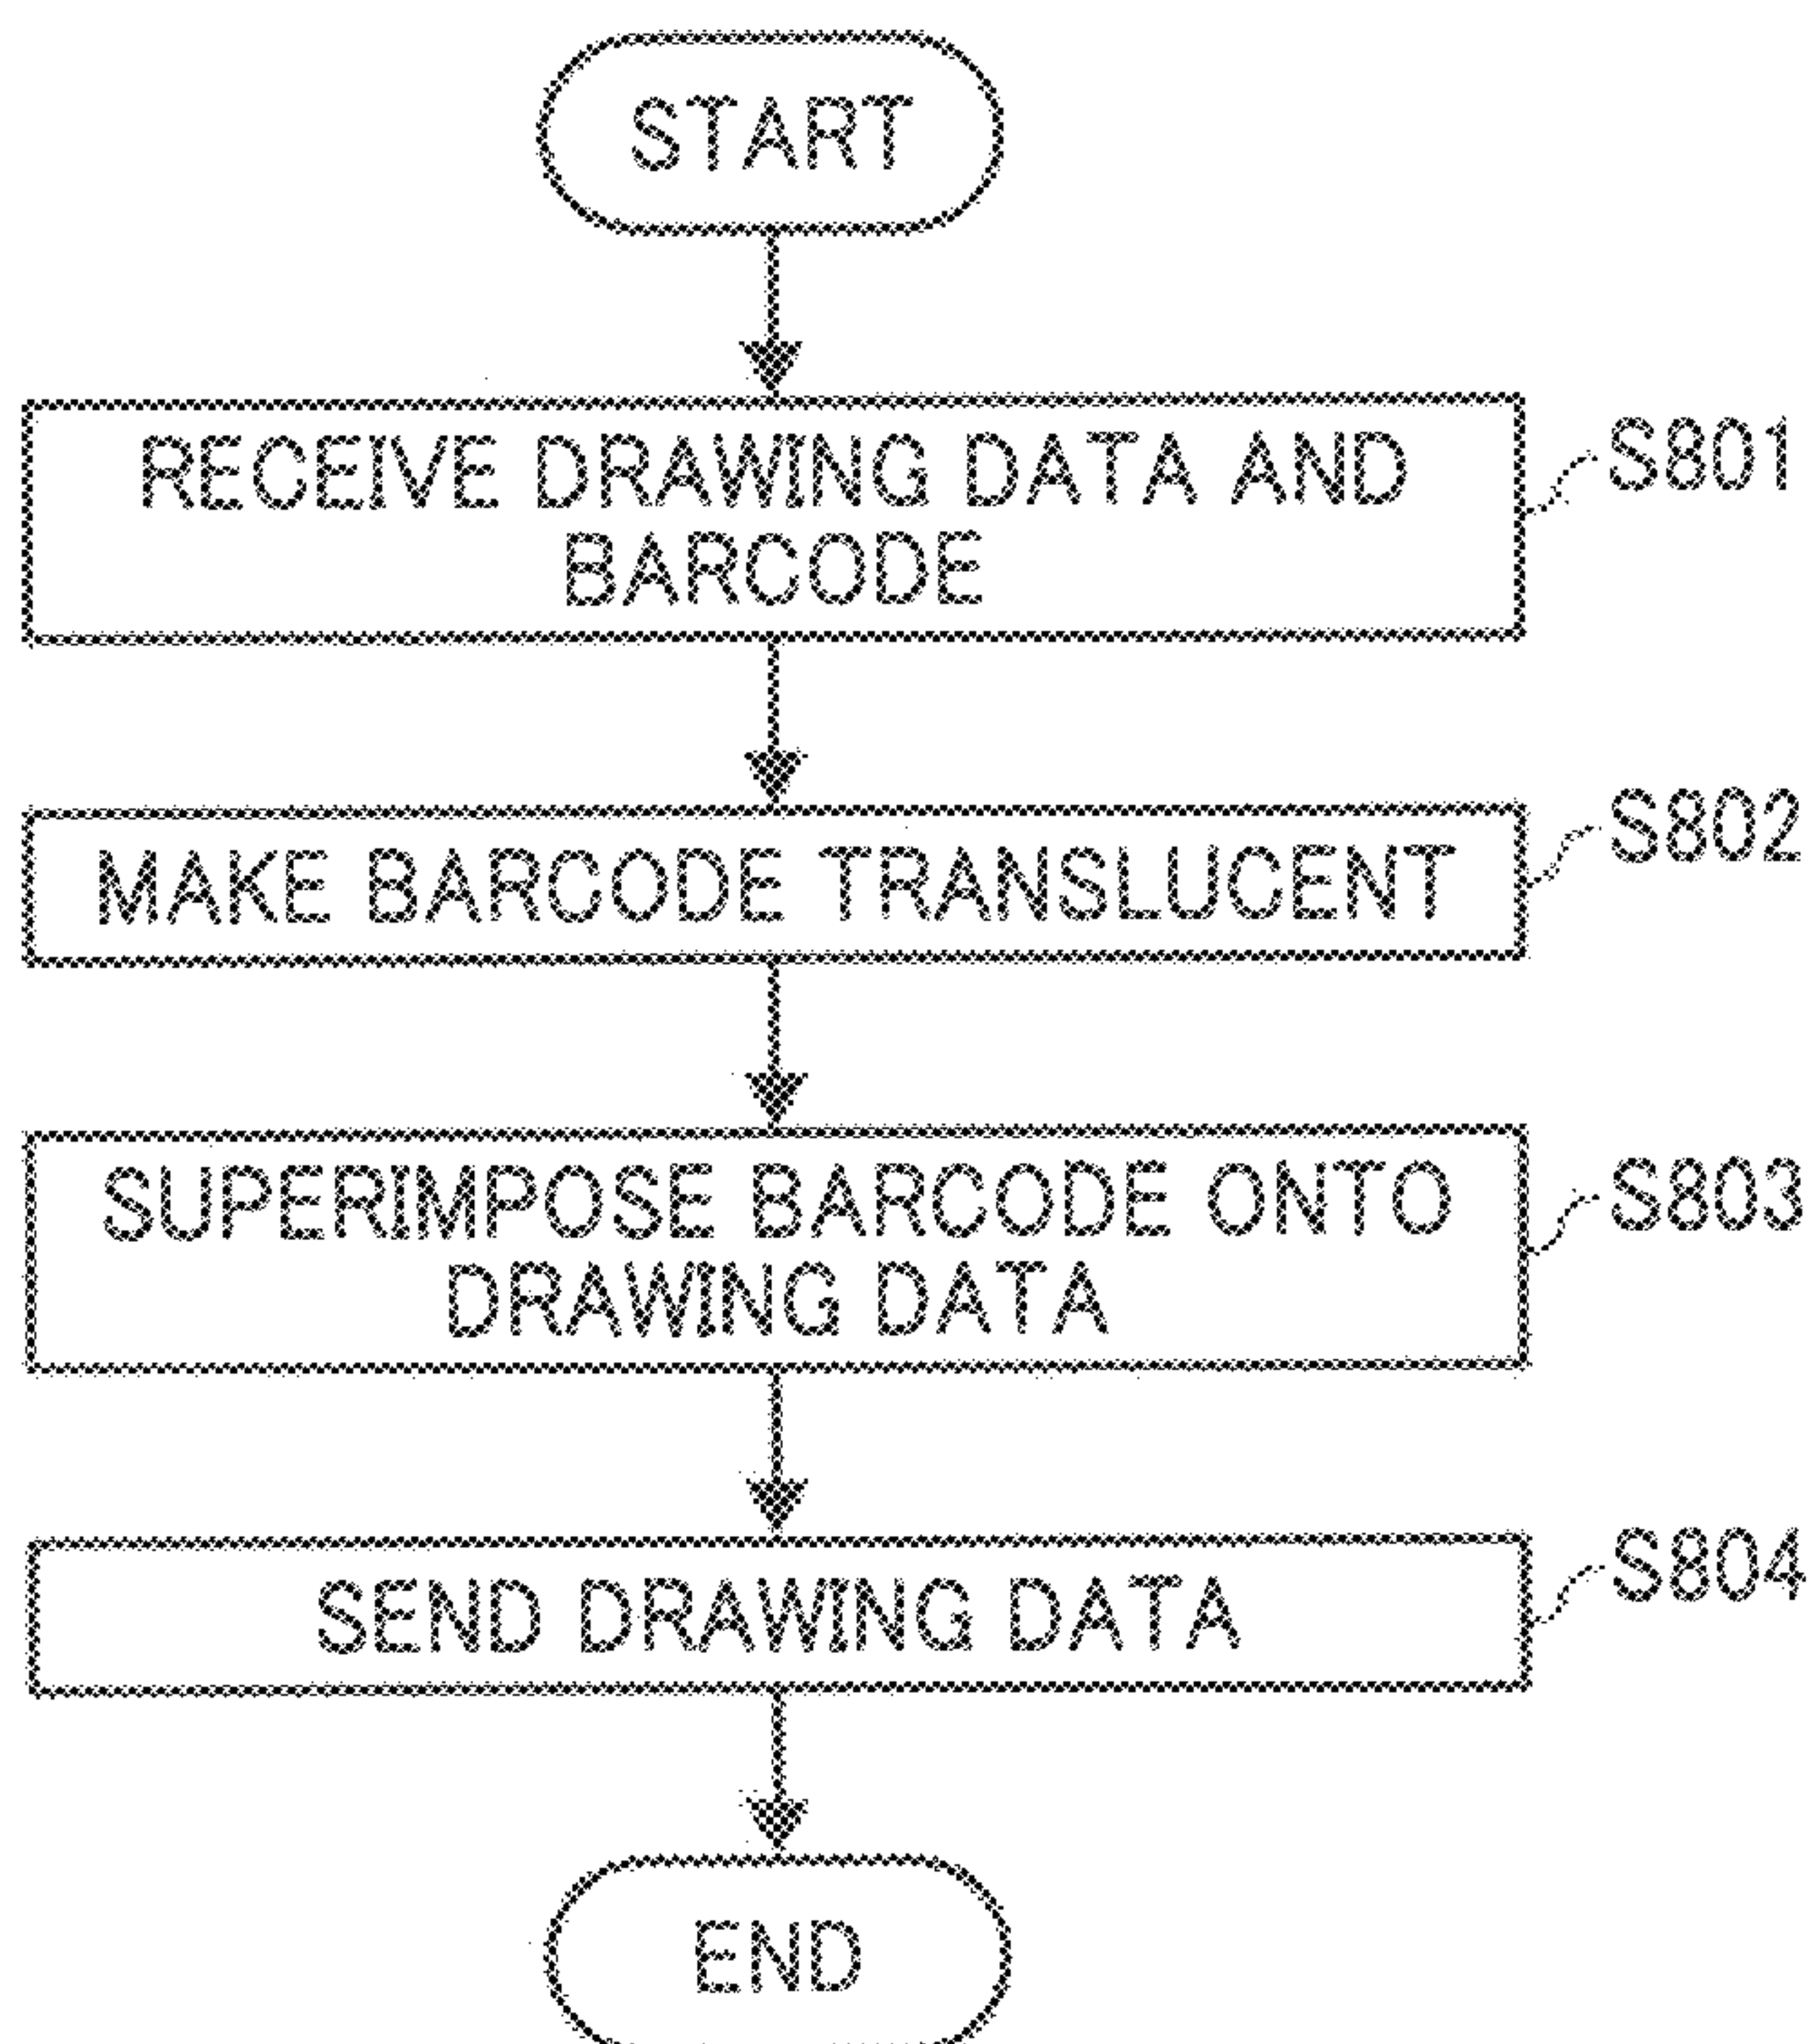 START
RECEIVE DRAWING DATA AND
BARCODE
S801
MAKE BARCODE TRANSLUCENT
S802
SUPERIMPOSE BARCODE ONTO
DRAWING DATA
S803
SEND DRAWING DATA
S804
END